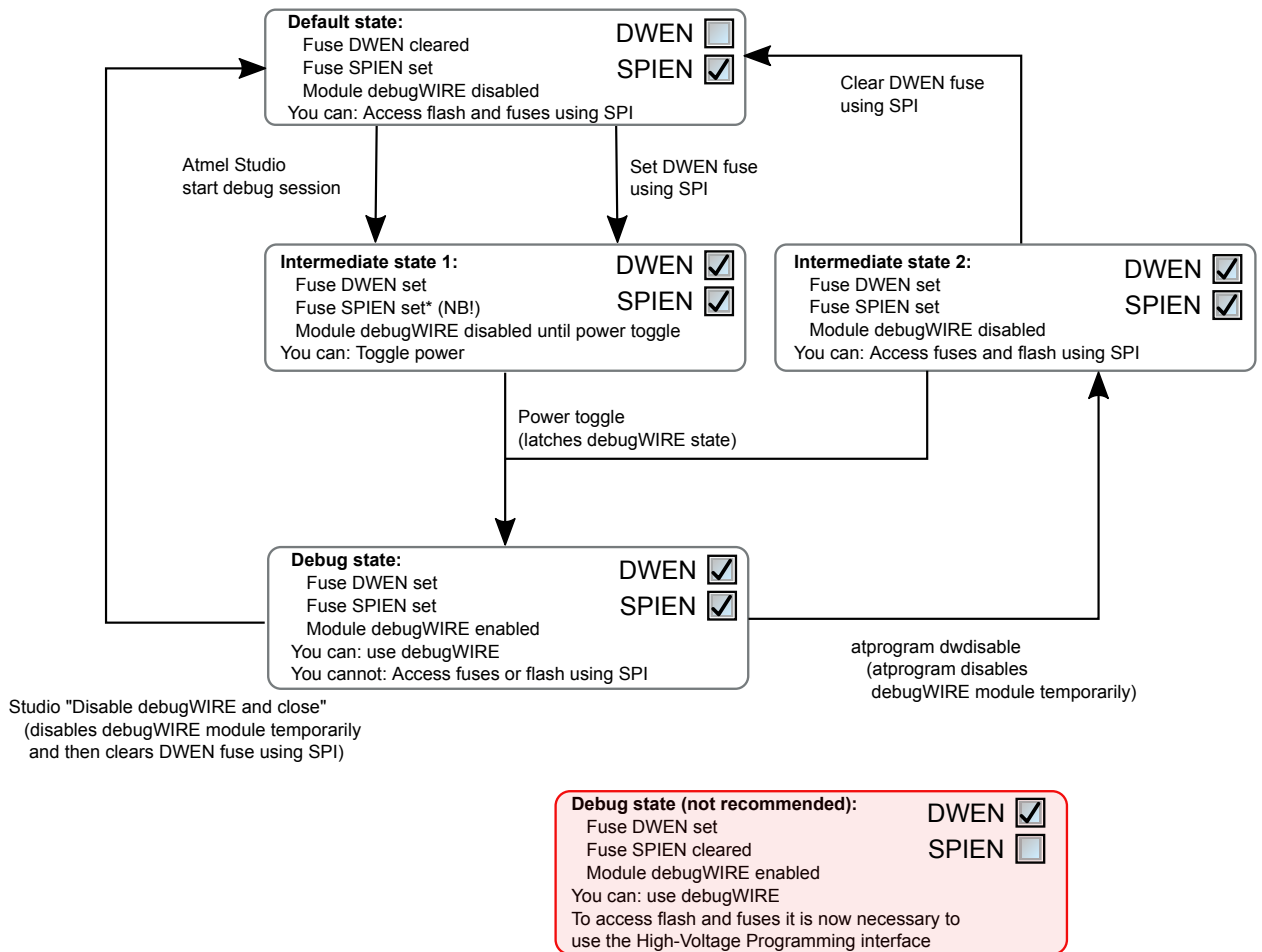 Default state:
Fuse DWEN cleared
Fuse SPIEN set
Module debugWIRE disabled
You can: Access flash and fuses using SPI
DWEN
SPIEN
Clear DWEN fuse
using SPI
Atmel Studio
start debug session
Set DWEN fuse
using SPI
Intermediate state 1:
Fuse DWEN set
Fuse SPIEN set* (NB!)
Module debugWIRE disabled until power toggle
You can: Toggle power
DWEN
SPIEN
Intermediate state 2:
Fuse DWEN set
Fuse SPIEN set
Module debugWIRE disabled
You can: Access fuses and flash using SPI
DWEN
SPIEN
Power toggle
(latches debugWIRE state)
Debug state:
Fuse DWEN set
Fuse SPIEN set
Module debugWIRE enabled
You can: use debugWIRE
You cannot: Access fuses or flash using SPI
DWEN
SPIEN
atprogram dwdisable
(atprogram disables
debugWIRE module temporarily)
Studio "Disable debugWIRE and close"
(disables debugWIRE module temporarily
and then clears DWEN fuse using SPI)
Debug state (not recommended):
Fuse DWEN set
Fuse SPIEN cleared
Module debugWIRE enabled
You can: use debugWIRE
To access flash and fuses it is now necessary to
use the High-Voltage Programming interface
DWEN
SPIEN